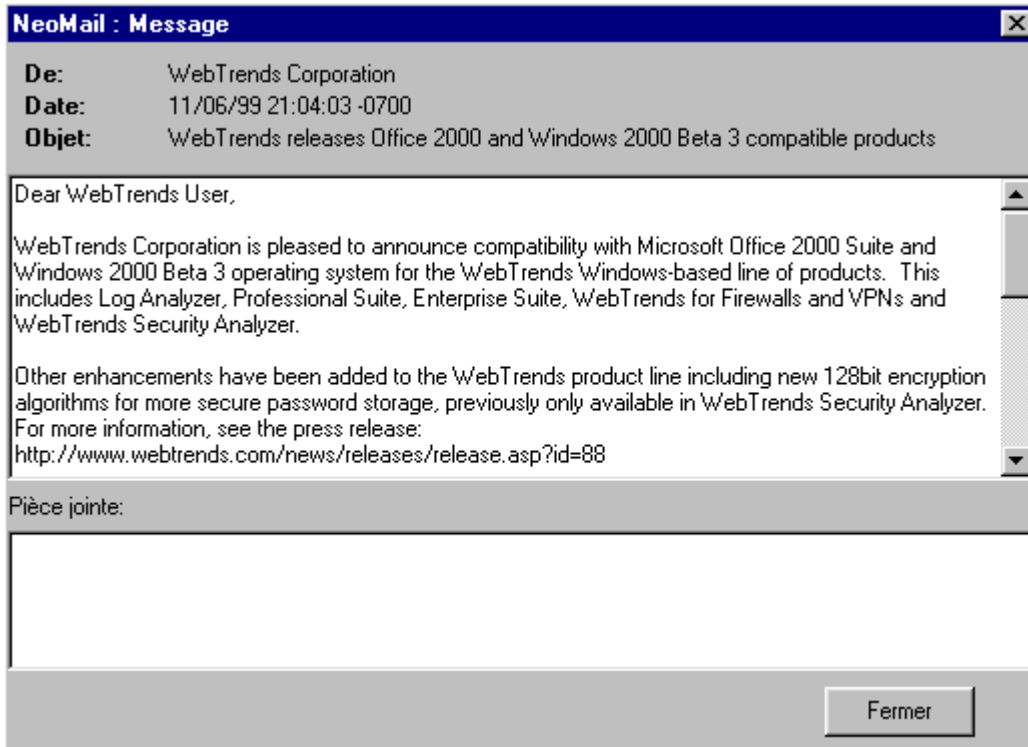 NeoMail : Message
De: WebTrends Corporation
Date: 11/06/99 21:04:03 -0700
Objet: WebTrends releases Office 2000 and Windows 2000 Beta 3 compatible products
Dear WebTrends User,
WebTrends Corporation is pleased to announce compatibility with Microsoft Office 2000 Suite and
Windows 2000 Beta 3 operating system for the WebTrends Windows-based line of products.  This
includes Log Analyzer, Professional Suite, Enterprise Suite, WebTrends for Firewalls and VPNs and
WebTrends Security Analyzer.
Other enhancements have been added to the WebTrends product line including new 128bit encryption
algorithms for more secure password storage, previously only available in WebTrends Security Analyzer.
For more information, see the press release:
http://www.webtrends.com/news/releases/release.asp?id=88
Pièce jointe:
Fermer